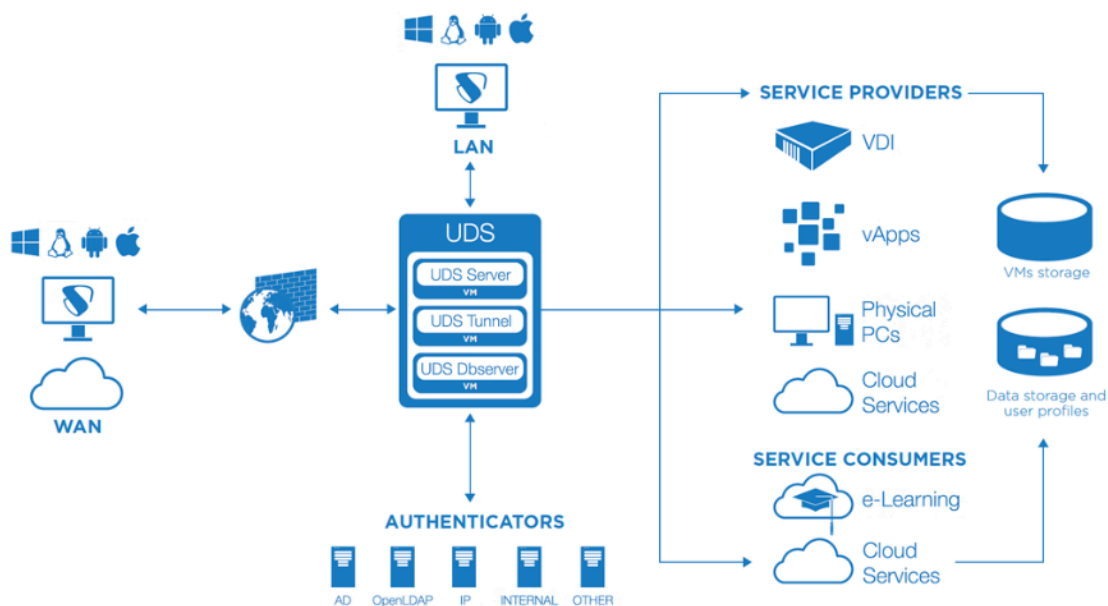 LAN
SERVICE PROVIDERS
VDI
vApps
Physical
PCs
Cloud
Services
VMs storage
Data storage and
user profiles
UDS
UDS Server
VM
UDS Tunnel
VM
UDS Dbserver
VM
WAN
SERVICE CONSUMERS
e-Learning
Cloud
Services
AUTHENTICATORS
AD
OpenLDAP
IP
INTERNAL
OTHER